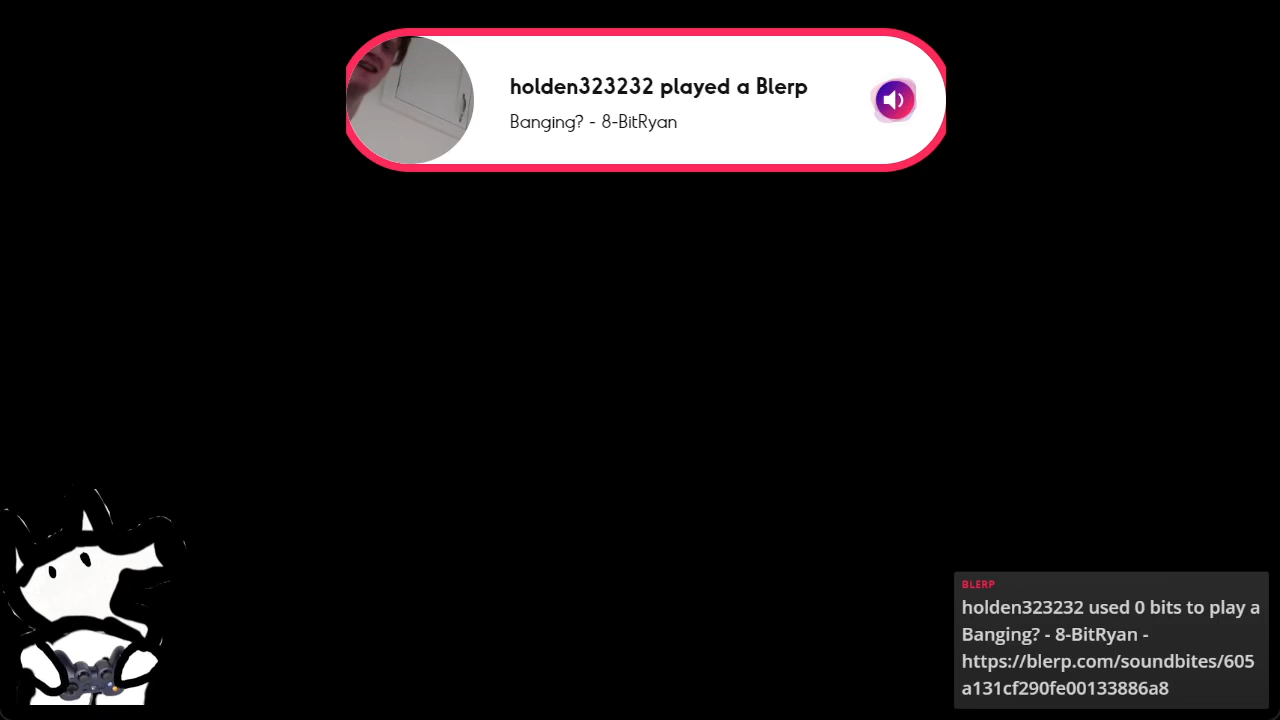 holden323232 played a Blerp
Banging? - 8-BitRyan
BLERP
holden323232 used 0 bits to play a
Banging? - 8-BitRyan -
https://blerp.com/soundbites/605
a131cf290fe00133886a8